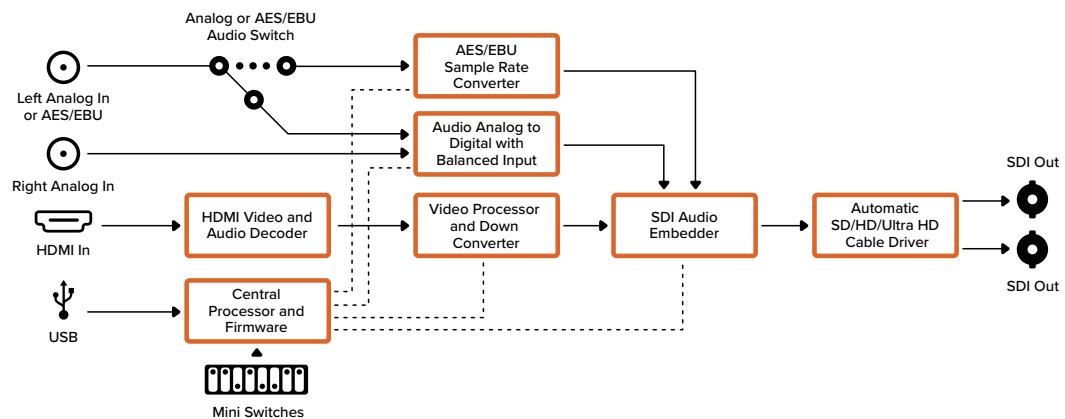 Analog or AES/EBU
Audio Switch
AES/EBU
Sample Rate
Converter
Left Analog In
or AES/EBU
Audio Analog to
Digital with
Balanced Input
Right Analog In
SDI Out
HDMI In
HDMI Video and
Audio Decoder
Video Processor
and Down
Converter
SDI Audio
Embedder
Automatic
SD/HD/Ultra HD
Cable Driver
SDI Out
USB
Central
Processor and
Firmware
Mini Switches